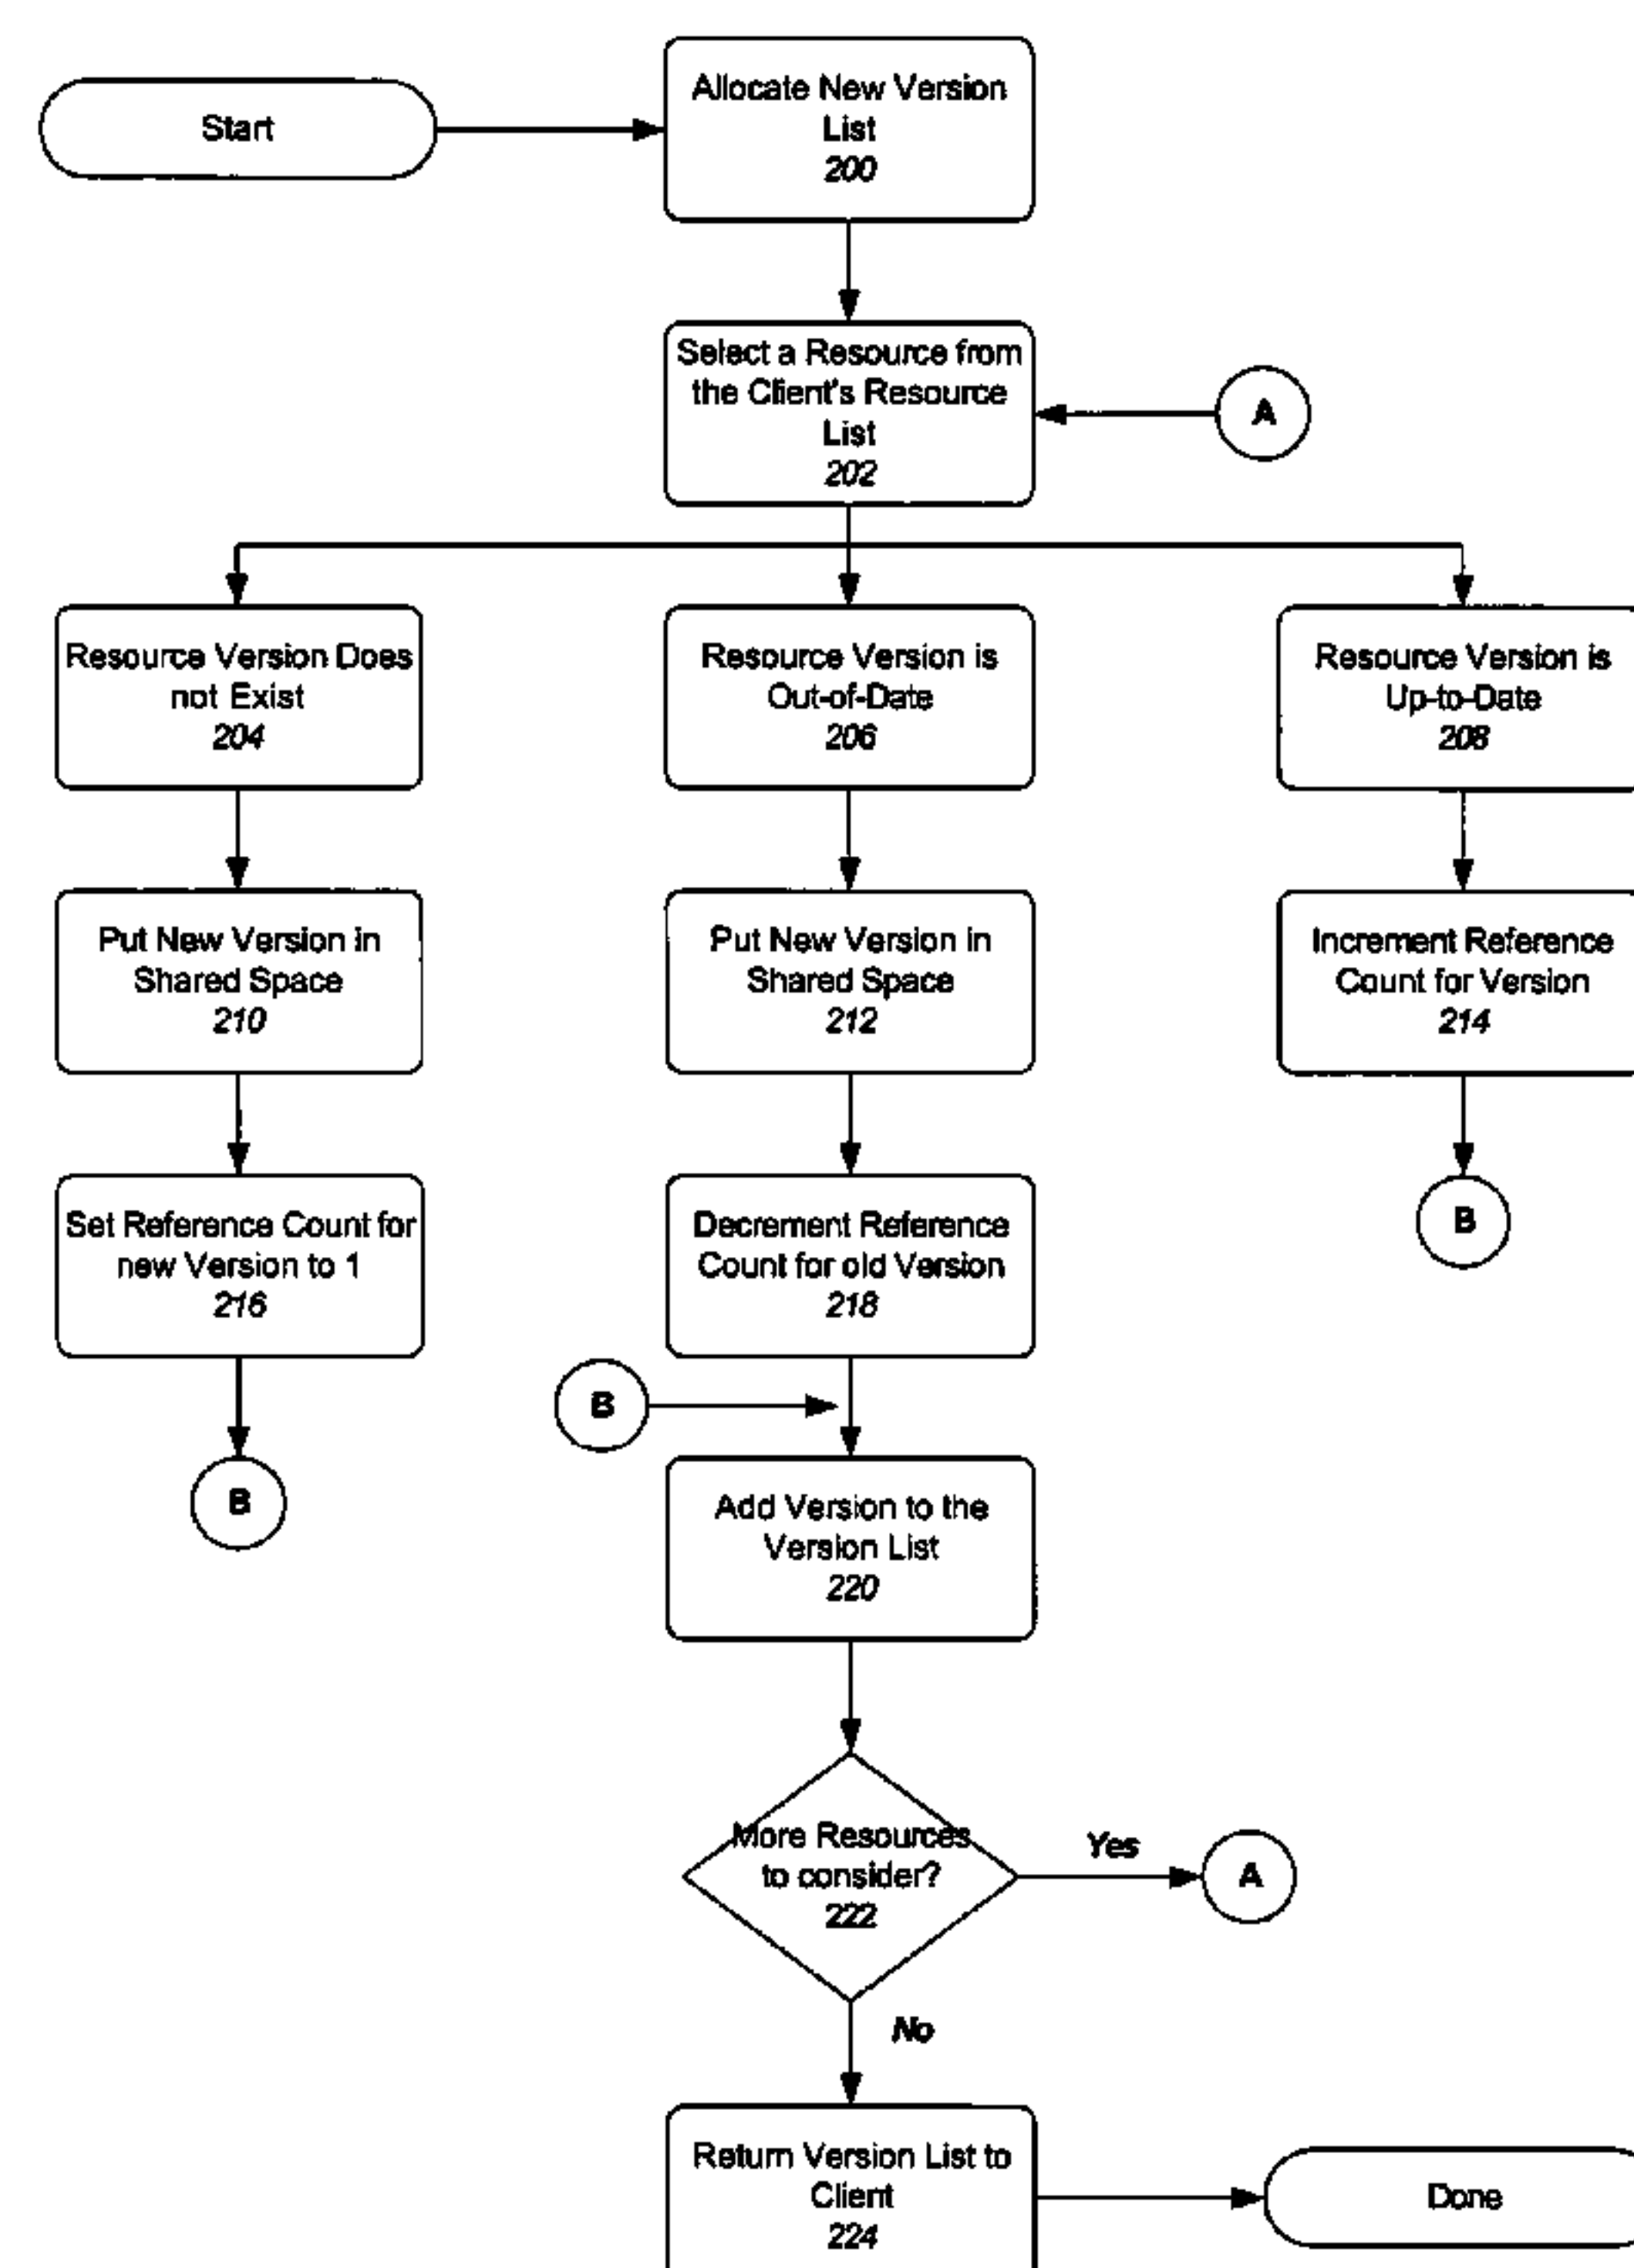 Start
Allocate New Version
List
200
Select a Resource from
the Client's Resource
List
202
A
Resource Version Does
not Exist
204
Resource Version is
Out-of-Date
206
Resource Version is
Up-to-Date
208
Put New Version in
Shared Space
210
Put New Version in
Shared Space
212
Increment Reference
Count for Version
214
Set Reference Count for
new Version to 1
216
Decrement Reference
Count for old Version
218
B
B
B
Add Version to the
Version List
220
More Resources
to consider?
222
Yes
A
No
Return Version List to
Client
224
Done